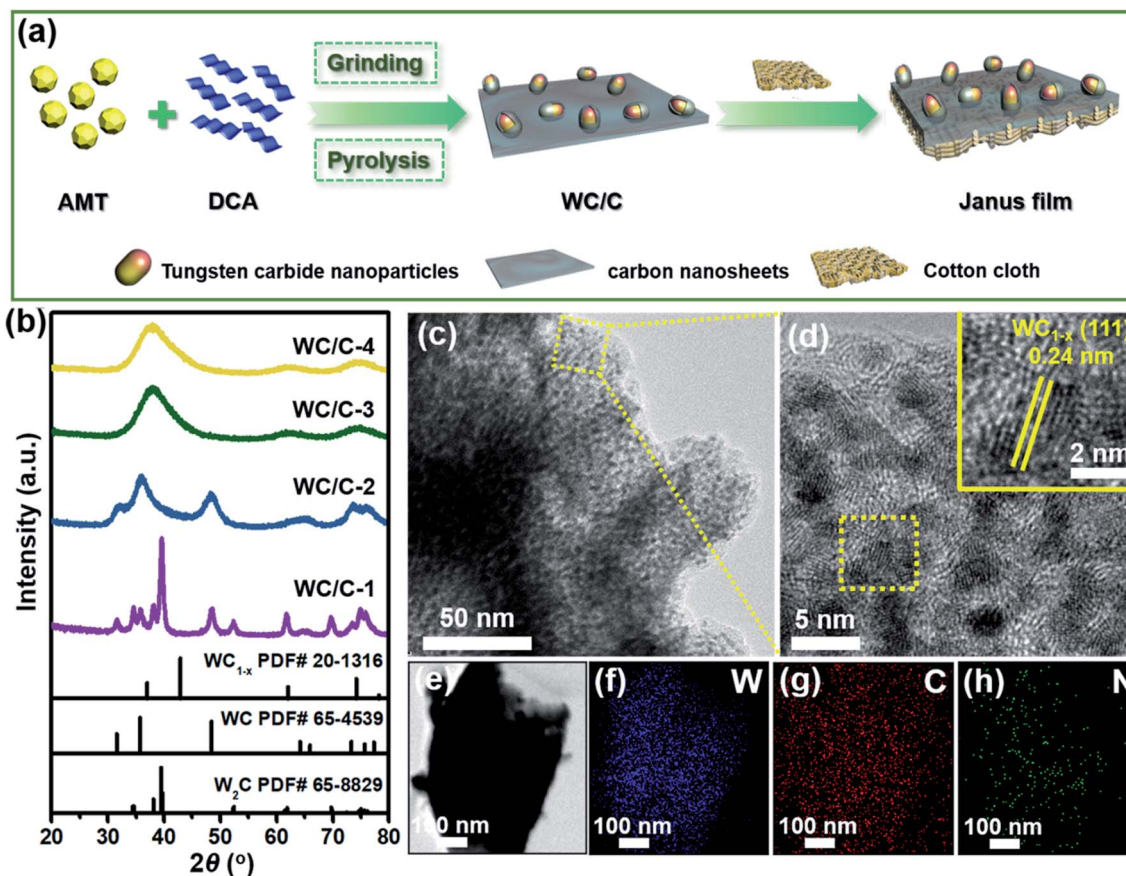 (a)
Grinding
Pyrolysis
AMT
DCA
WC/C
Janus film
Tungsten carbide nanoparticles
carbon nanosheets
Cotton cloth
(b)
Intensity (a.u.)
WC/C-4
WC/C-3
WC/C-2
WC/C-1
WC1-x PDF# 20-1316
WC PDF# 65-4539
W2C PDF# 65-8829
20 30 40 50 60 70 80
2θ (°)
(c)
50 nm
(d)
WC1-x (111)
0.24 nm
2 nm
5 nm
(e)
100 nm
(f)
W
100 nm
(g)
C
100 nm
(h)
N
100 nm